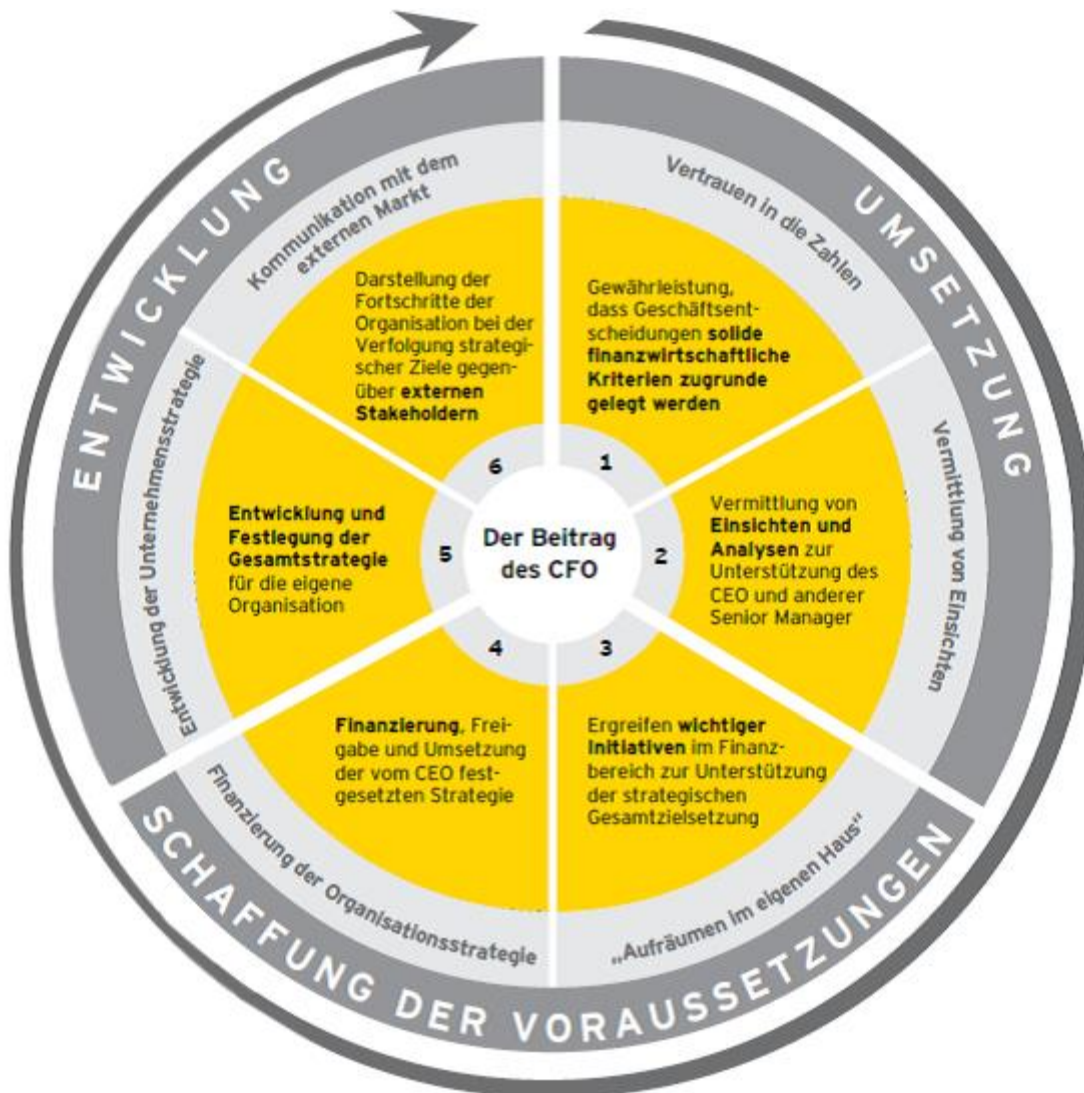 ENTWICKLUNG
UMSETZUNG
SCHAFFUNG DER VORAUSSETZUNGEN
Der Beitrag
des CFO
1
Vertrauen in die Zahlen
Gewährleistung,
dass Geschäftsent-
scheidungen solide
finanzwirtschaftliche
Kriterien zugrunde
gelegt werden
2
Vermittlung von Einsichten
Vermittlung von
Einsichten und
Analysen zur
Unterstützung des
CEO und anderer
Senior Manager
3
„Aufräumen im eigenen Haus"
Ergreifen wichtiger
Initiativen im Finanz-
bereich zur Unterstützung
der strategischen
Gesamtzielsetzung
4
Finanzierung der Organisationsstrategie
Finanzierung, Frei-
gabe und Umsetzung
der vom CEO fest-
gesetzten Strategie
5
Entwicklung der Unternehmensstrategie
Entwicklung und
Festlegung der
Gesamtstrategie
für die eigene
Organisation
6
Kommunikation mit dem
externen Markt
Darstellung der
Fortschritte der
Organisation bei der
Verfolgung strategi-
scher Ziele gegen-
über externen
Stakeholdern